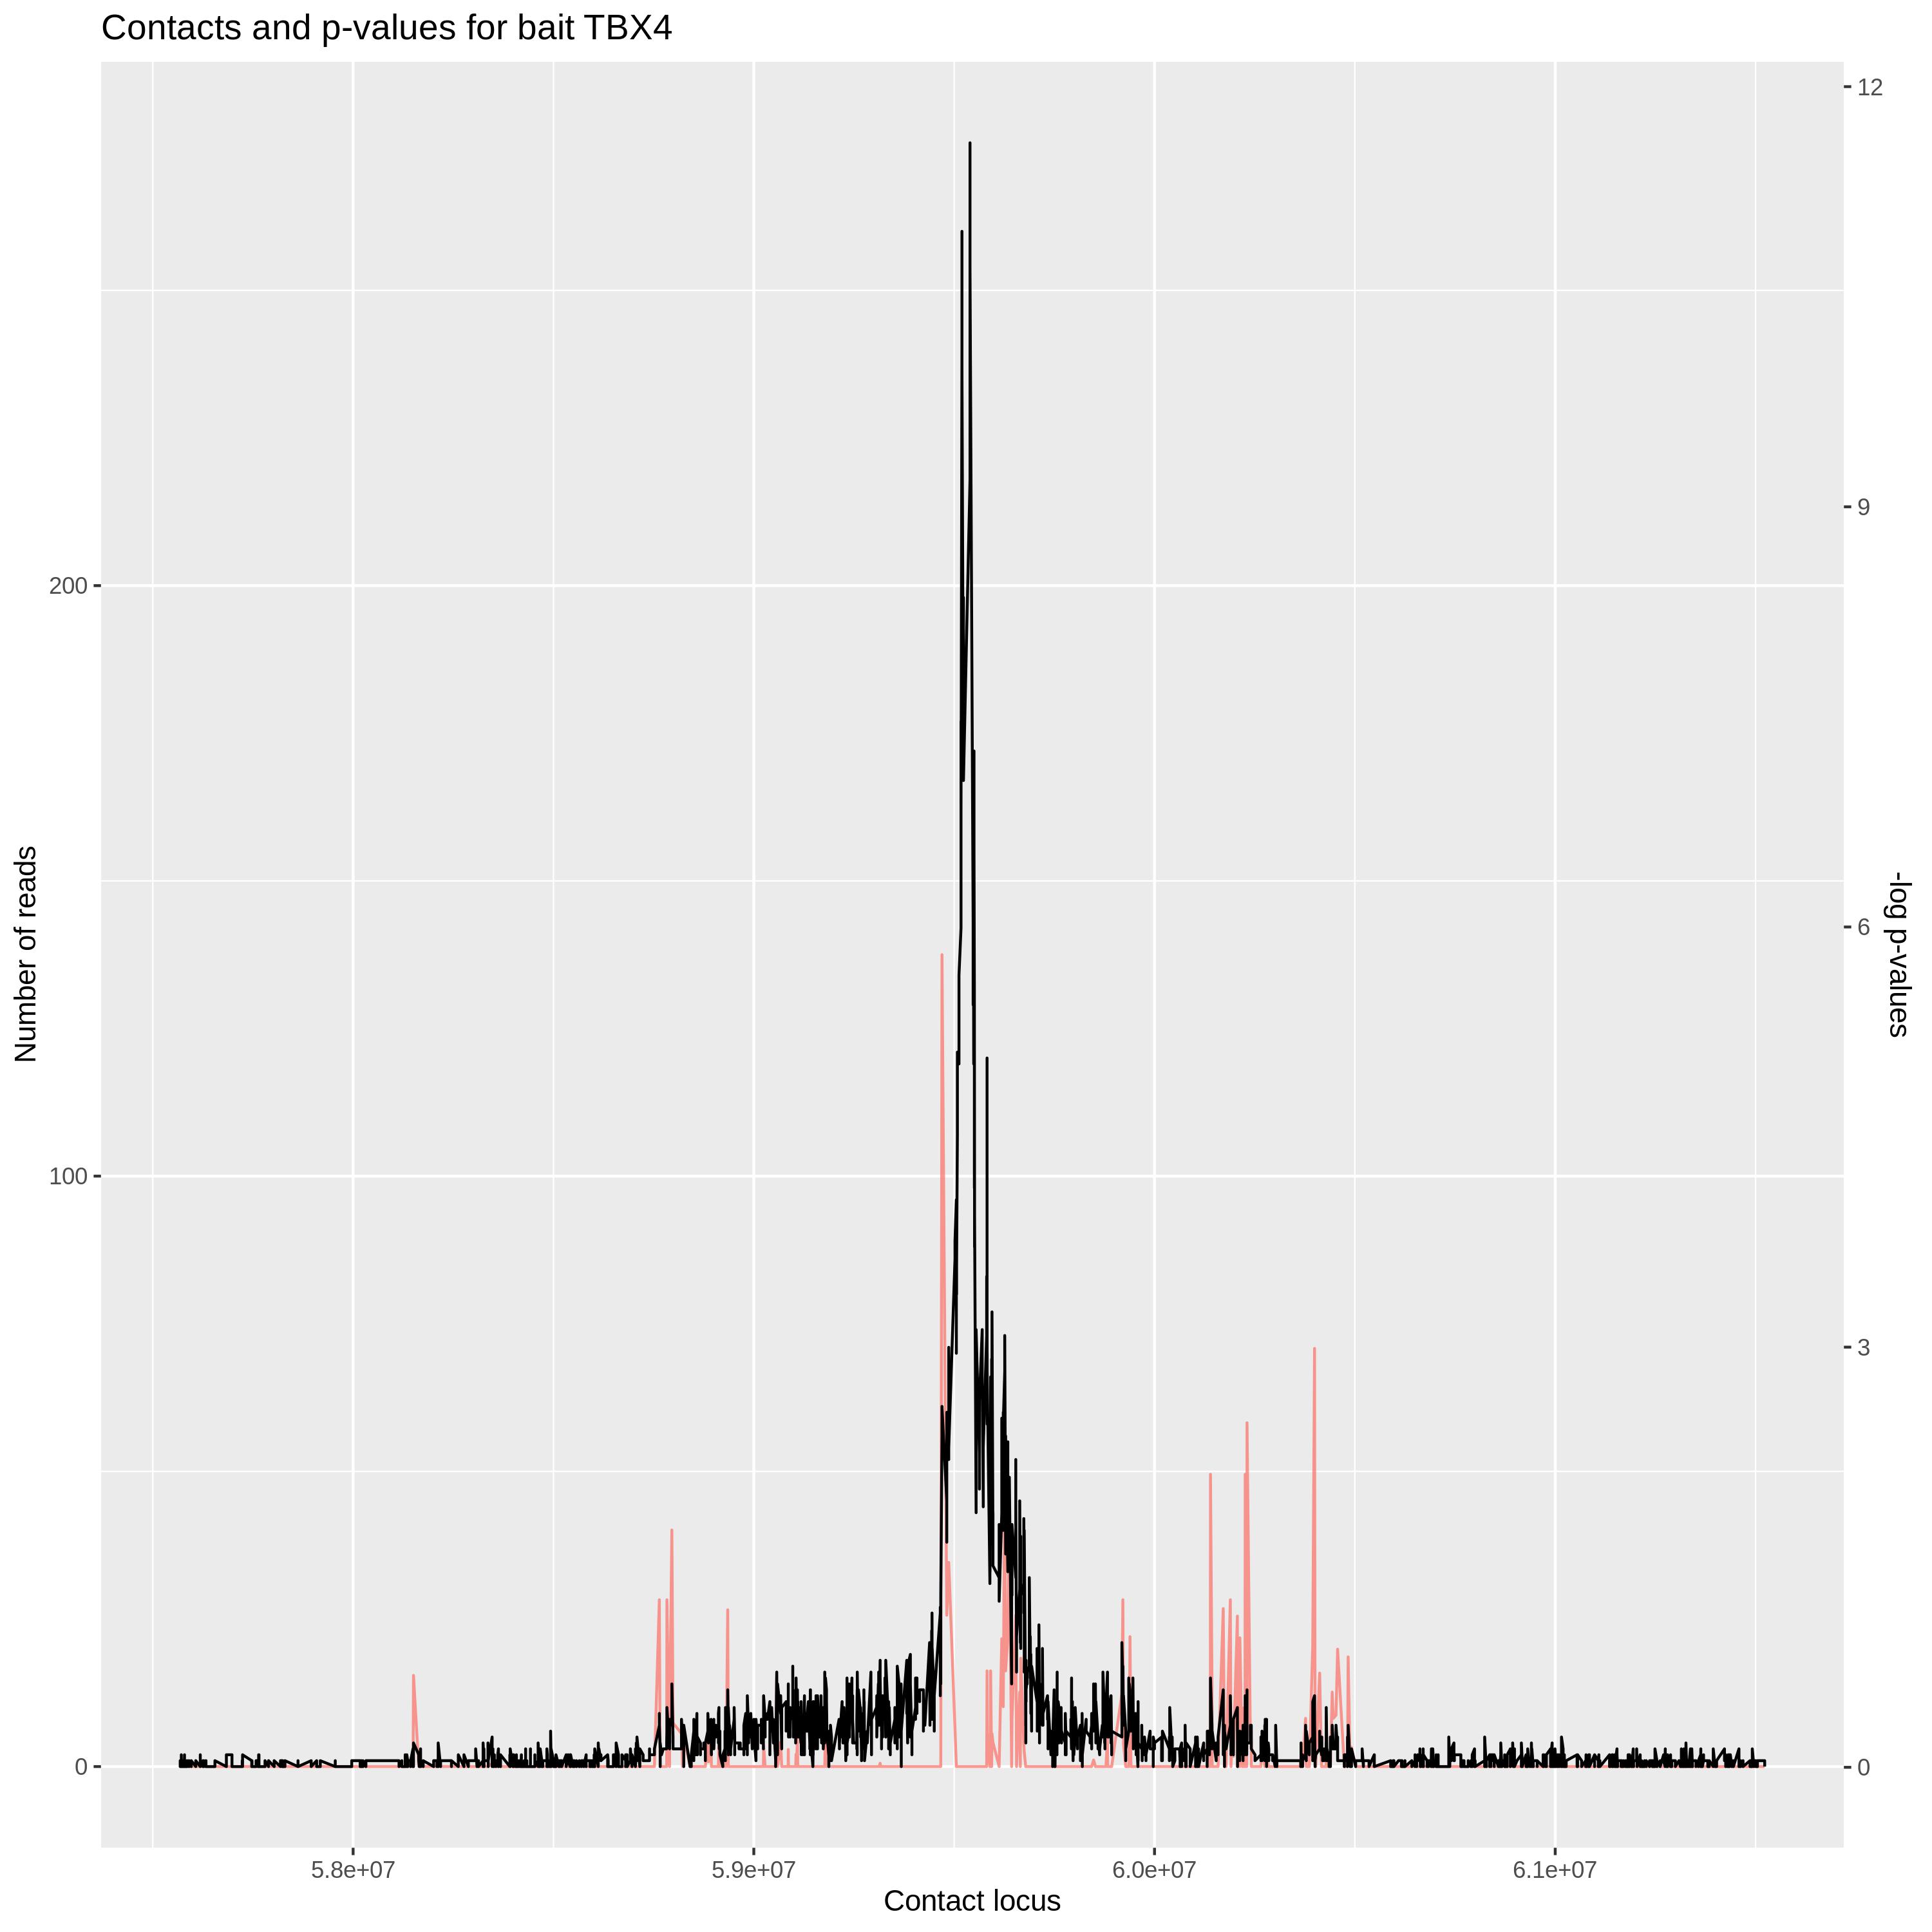 Contacts and p-values for bait TBX4
12
9
200
6
Number of reads
-log p-values
100
3
0
0
5.8e+07
5.9e+07
6.0e+07
6.1e+07
Contact locus